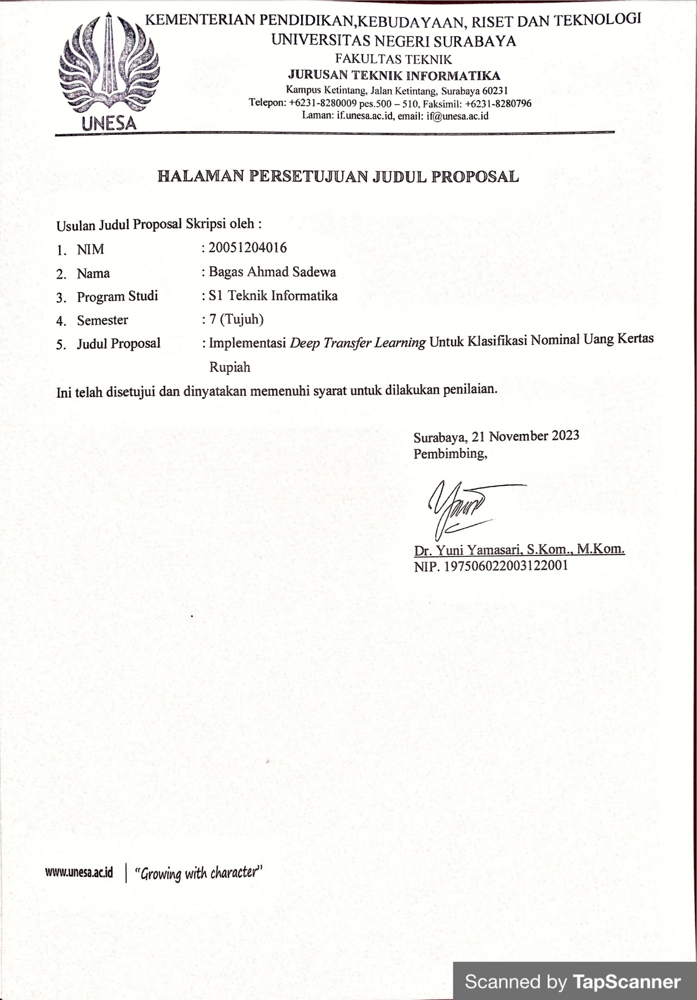 KEMENTERIAN PENDIDIKAN,KEBUDAYAAN, RISET DAN TEKNOLOGI
UNIVERSITAS NEGERI SURABAYA
FAKULTAS TEKNIK
JURUSAN TEKNIK INFORMATIKA
Kampus Ketintang, Jalan Ketintang, Surabaya 60231
Telepon: +6231-8280009 pes.500 – 510, Faksimil: +6231-8280796
Laman: if.unesa.ac.id, email: if@unesa.ac.id
UNESA
HALAMAN PERSETUJUAN JUDUL PROPOSAL
Usulan Judul Proposal Skripsi oleh :
1. NIM : 20051204016
2. Nama : Bagas Ahmad Sadewa
3. Program Studi : S1 Teknik Informatika
4. Semester : 7 (Tujuh)
5. Judul Proposal : Implementasi Deep Transfer Learning Untuk Klasifikasi Nominal Uang Kertas
Rupiah
Ini telah disetujui dan dinyatakan memenuhi syarat untuk dilakukan penilaian.
Surabaya, 21 November 2023
Pembimbing,
Dr. Yuni Yamasari, S.Kom., M.Kom.
NIP. 197506022003122001
www.unesa.ac.id | “Growing with character”
Scanned by TapScanner